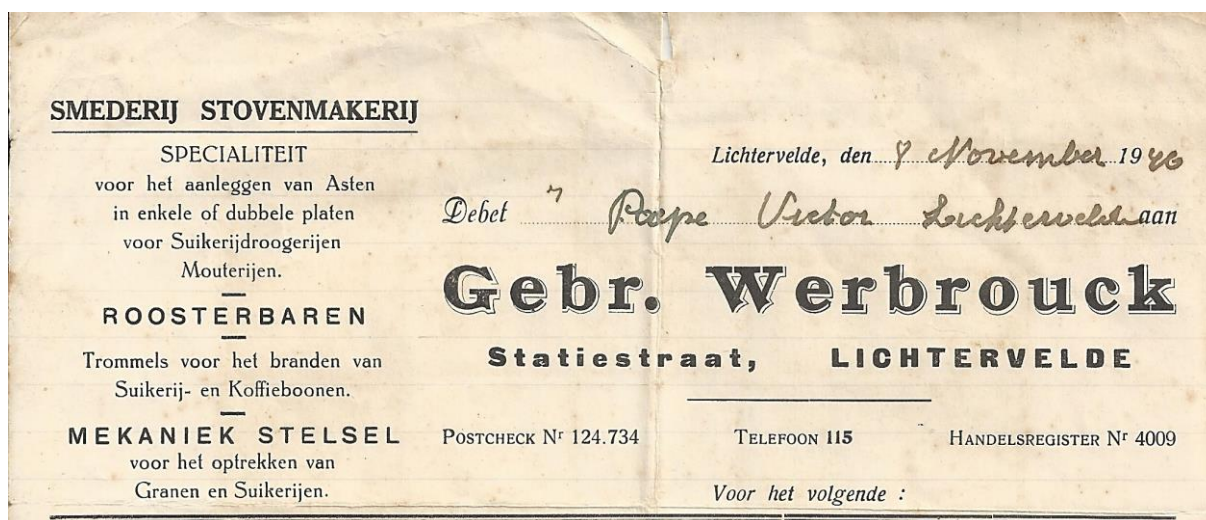 SMEDERIJ STOVENMAKERIJ
SPECIALITEIT
voor het aanleggen van Asten
in enkele of dubbele platen
voor Suikerijdroogerijen
Mouterijen.
ROOSTERBAREN
Trommels voor het branden van
Suikerij- en Koffieboonen.
MEKANIEK STELSEL
voor het optrekken van
Granen en Suikerijen.
Lichtervelde, den 8 November 1946
Debet " Paepe Victor Lichtervelde aan
Gebr. Werbrouck
Statiestraat, LICHTERVELDE
POSTCHECK Nr 124.734 TELEFOON 115 HANDELSREGISTER Nr 4009
Voor het volgende :